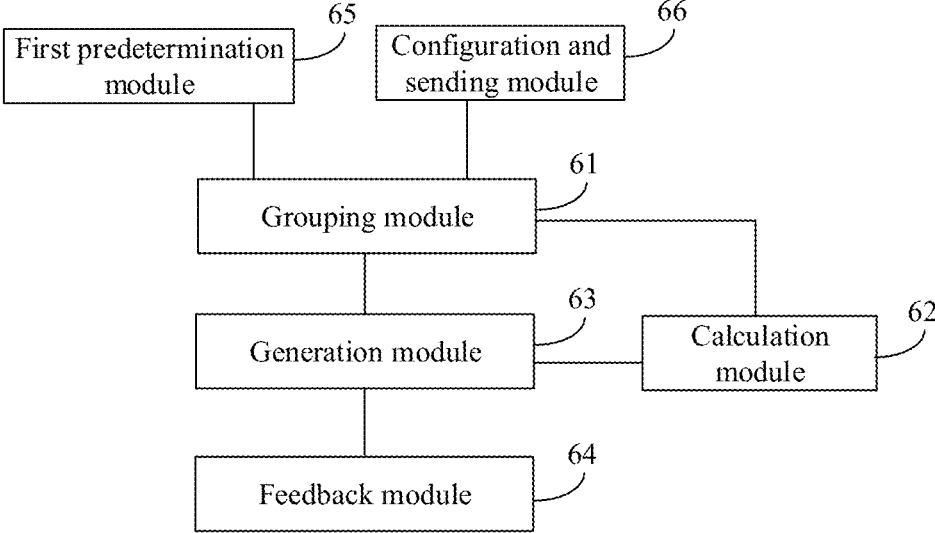 65
66
First predetermination
module
Configuration and
sending module
61
Grouping module
63
Generation module
62
Calculation
module
64
Feedback module